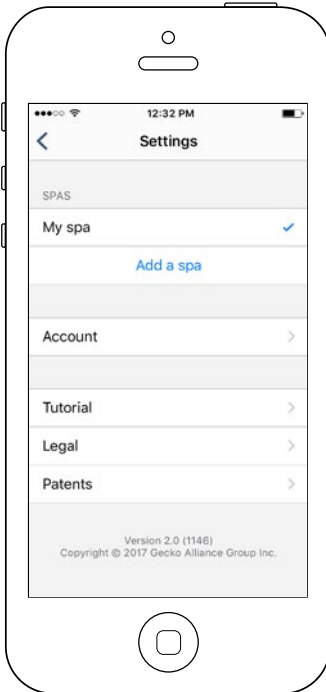 12:32 PM
Settings
SPAS
My spa
Add a spa
Account
Tutorial
Legal
Patents
Version 2.0 (1146)
Copyright © 2017 Gecko Alliance Group Inc.